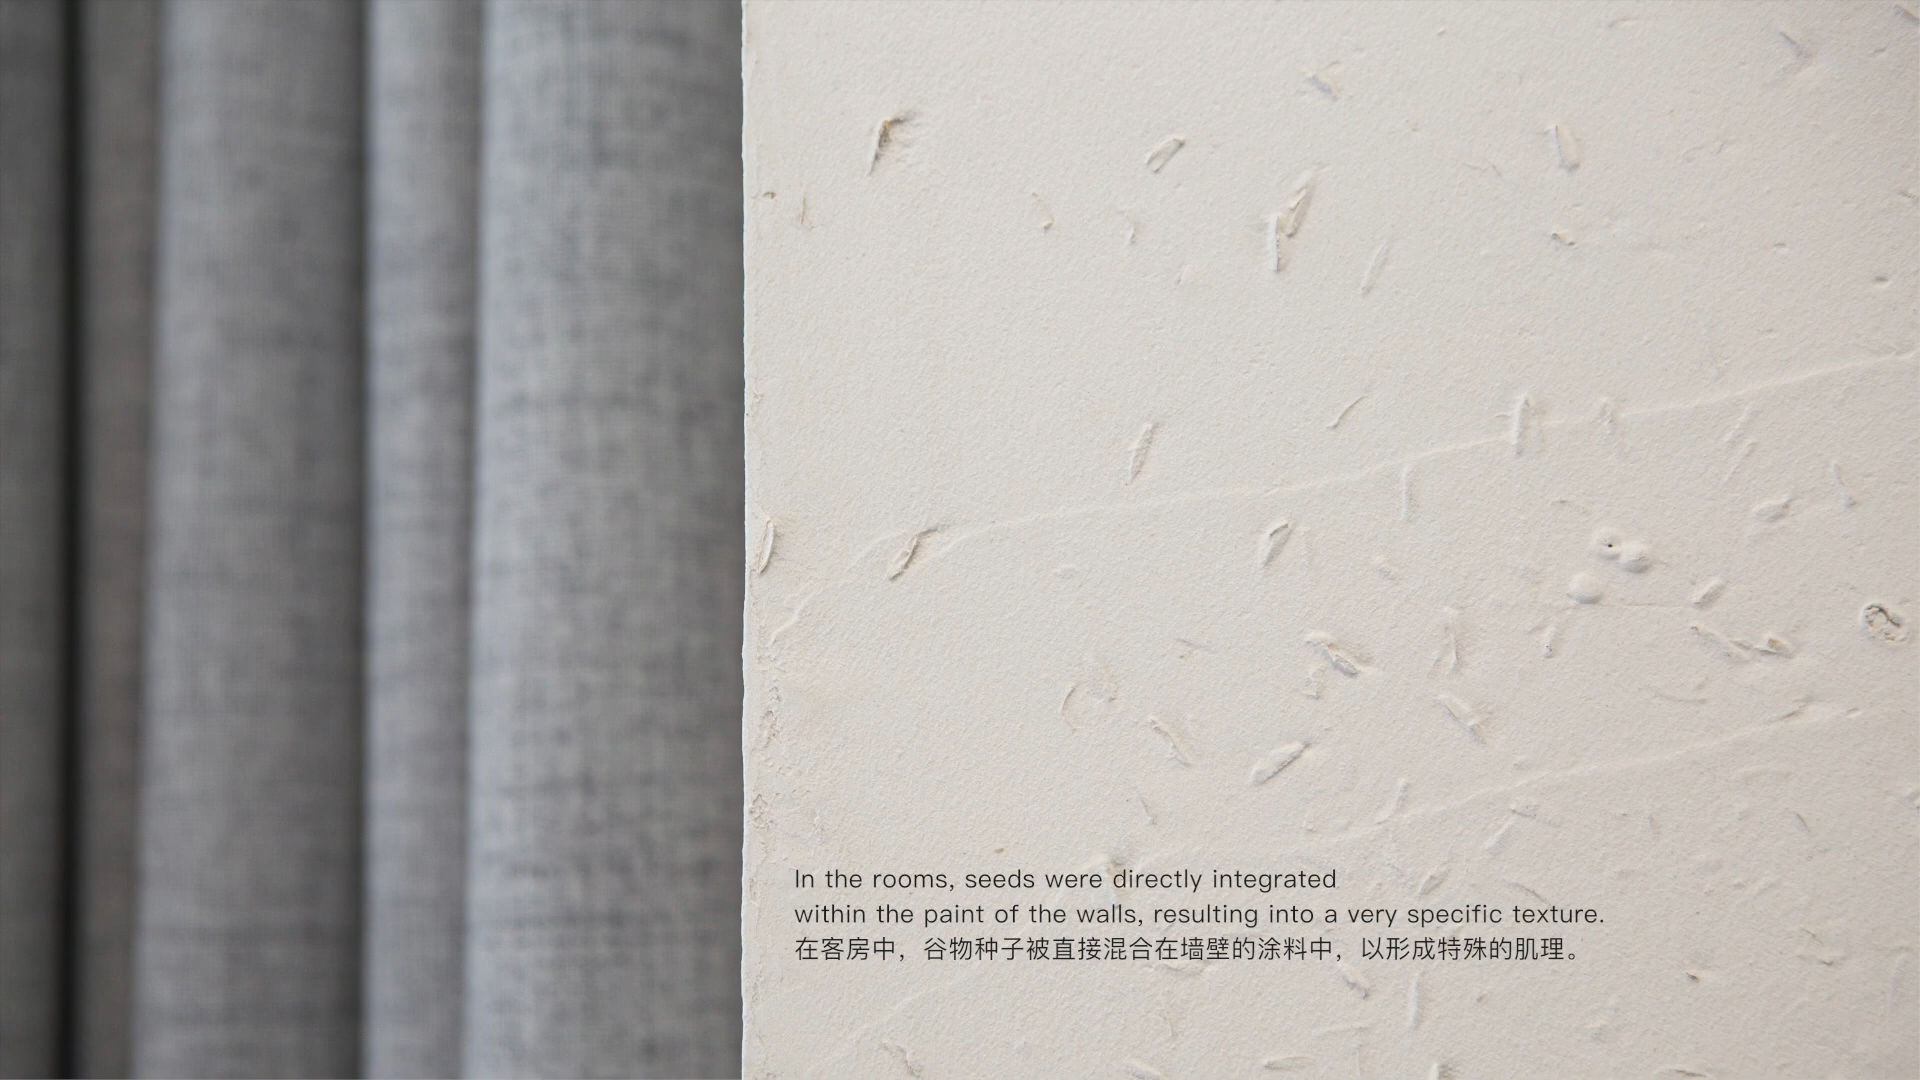 In the rooms, seeds were directly integrated
within the paint of the walls, resulting into a very specific texture.
在客房中，谷物种子被直接混合在墙壁的涂料中，以形成特殊的肌理。